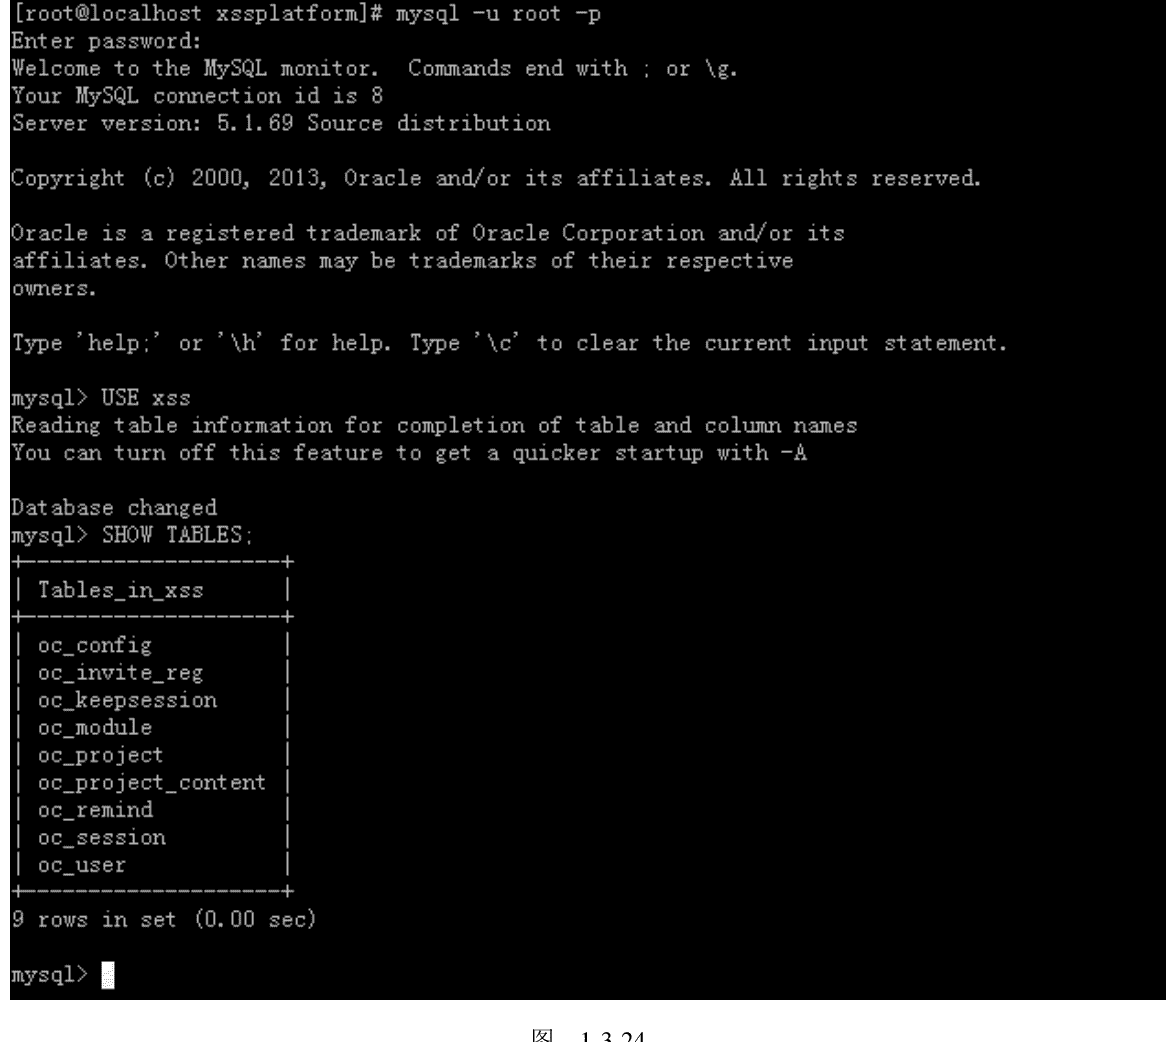 [root@localhost xssplatform]# mysql -u root -p
Enter password:
Welcome to the MySQL monitor.  Commands end with ; or \g.
Your MySQL connection id is 8
Server version: 5.1.69 Source distribution
Copyright (c) 2000, 2013, Oracle and/or its affiliates. All rights reserved.
Oracle is a registered trademark of Oracle Corporation and/or its
affiliates. Other names may be trademarks of their respective
owners.
Type 'help;' or '\h' for help. Type '\c' to clear the current input statement.
mysql> USE xss
Reading table information for completion of table and column names
You can turn off this feature to get a quicker startup with -A
Database changed
mysql> SHOW TABLES;
+--------------------+
| Tables_in_xss      |
+--------------------+
| oc_config          |
| oc_invite_reg      |
| oc_keepsession     |
| oc_module          |
| oc_project         |
| oc_project_content |
| oc_remind          |
| oc_session         |
| oc_user            |
+--------------------+
9 rows in set (0.00 sec)
mysql>
图 1-3-24